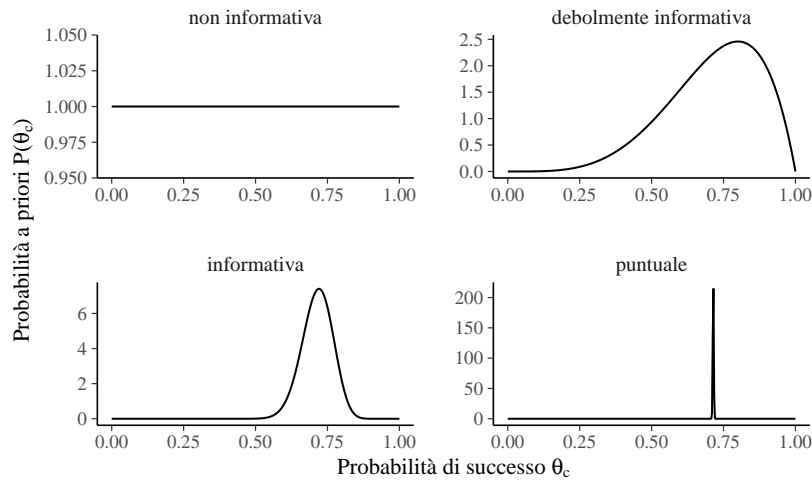 Probabilità a priori P(θc)
non informativa
1.050
1.025
1.000
0.975
0.950
0.00 0.25 0.50 0.75 1.00
debolmente informativa
2.5
2.0
1.5
1.0
0.5
0.0
0.00 0.25 0.50 0.75 1.00
informativa
6
4
2
0
0.00 0.25 0.50 0.75 1.00
puntuale
200
150
100
50
0
0.00 0.25 0.50 0.75 1.00
Probabilità di successo θc